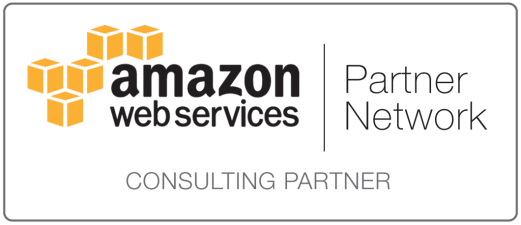 amazon
web services
Partner
Network
CONSULTING PARTNER